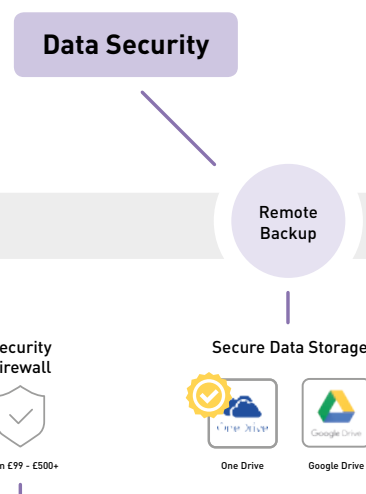 Data Security
Remote
Backup
ecurity
irewall
Secure Data Storage
One Drive
Google Drive
n £99 - £500+
One Drive
Google Drive